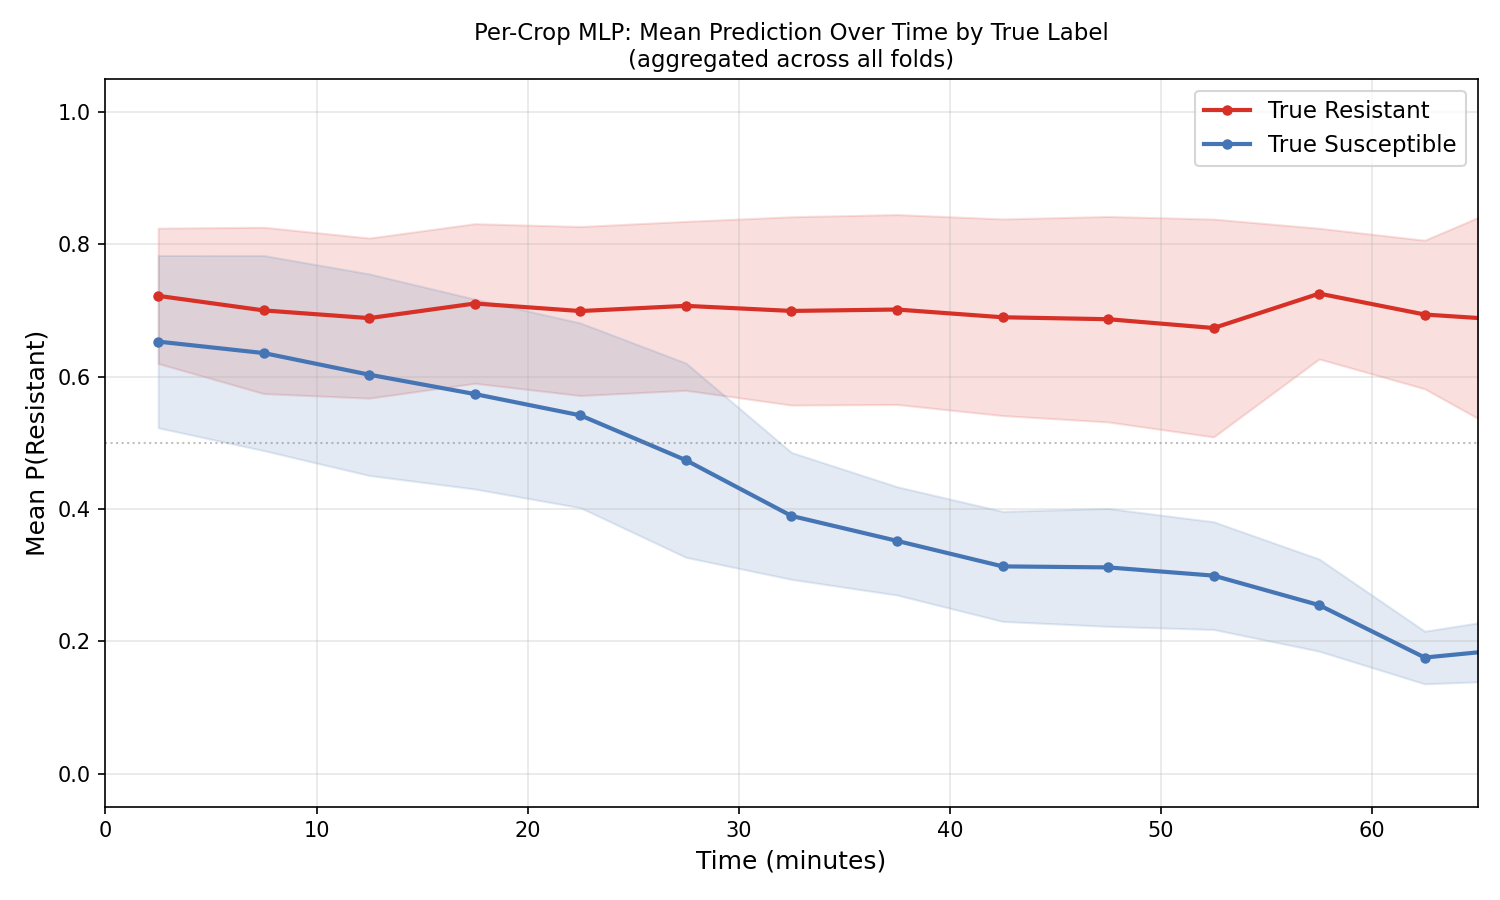 Per-Crop MLP: Mean Prediction Over Time by True Label
(aggregated across all folds)
True Resistant
True Susceptible
Mean P(Resistant)
1.0
0.8
0.6
0.4
0.2
0.0
0 10 20 30 40 50 60
Time (minutes)